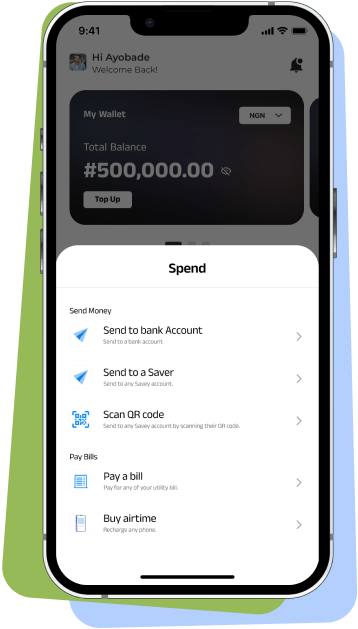 9:41
Hi Ayobade
Welcome Back!
My Wallet
NGN
Total Balance
#500,000.00
Top Up
Spend
Send Money
Send to bank Account
Send to a bank account
Send to a Saver
Send to any Savey account.
Scan QR code
Send to any Savey account by scanning their QR code.
Pay Bills
Pay a bill
Pay for any of your utility bill.
Buy airtime
Recharge any phone.